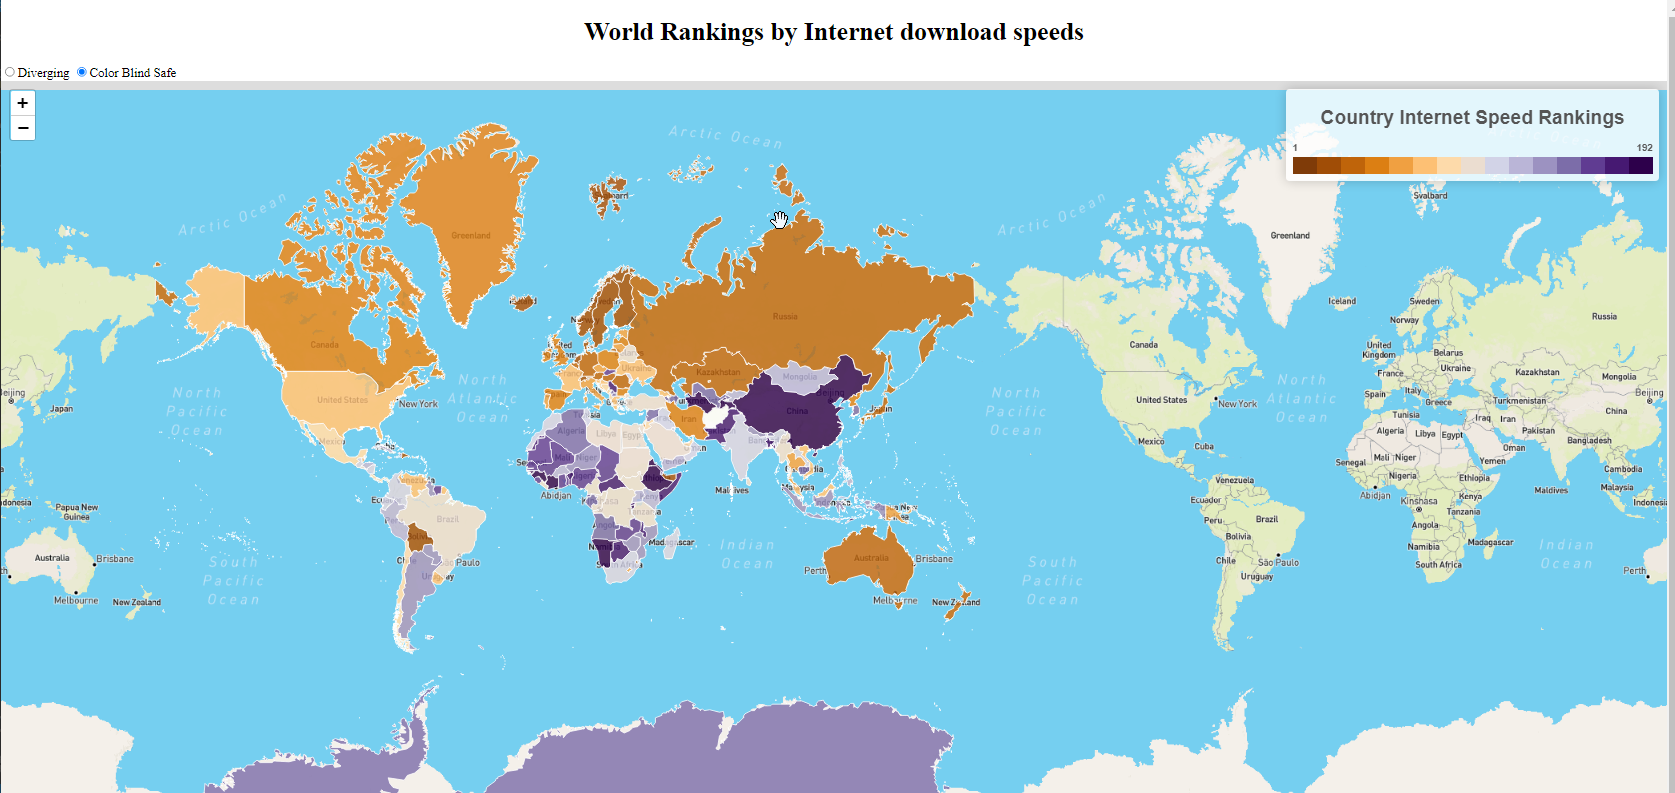 World Rankings by Internet download speeds
Diverging
Color Blind Safe
+
−
Country Internet Speed Rankings
1
192
Arctic Ocean
Arctic Ocean
Arctic Ocean
Svalbard
Greenland
Greenland
Iceland
Sweden
Norway
Russia
Russia
Canada
Canada
United Kingdom
Belarus
France
Ukraine
Ukraine
Kazakhstan
Kazakhstan
Mongolia
Mongolia
Beijing
Japan
North Pacific Ocean
United States
New York
North Atlantic Ocean
Spain
Italy
Greece
Turkmenistan
Iran
Iran
China
China
North Pacific Ocean
United States
New York
North Atlantic Ocean
Tunisia
Iraq
Mexico
Mexico
Cuba
Algeria
Libya
Egypt
Algeria
Libya
Pakistan
Bangladesh
Mali
Niger
Mali
Niger
Oman
Yemen
Senegal
Nigeria
Ethiopia
Cambodia
Malaysia
Venezuela
Maldives
Maldives
Abidjan
Abidjan
Kenya
Kinshasa
Tanzania
Ecuador
Peru
Brazil
Brazil
Papua New Guinea
Angola
Madagascar
Bolivia
Namibia
South Africa
Indian Ocean
Indian Ocean
Australia
Brisbane
Australia
Brisbane
Perth
Perth
Chile
São Paulo
Uruguay
South Pacific Ocean
South Pacific Ocean
Melbourne
New Zealand